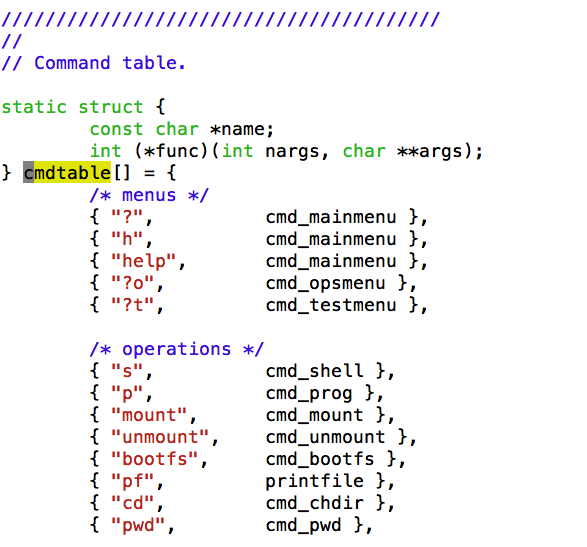 ////////////////////////////////////////
//
// Command table.

static struct {
        const char *name;
        int (*func)(int nargs, char **args);
} cmdtable[] = {
        /* menus */
        { "?",          cmd_mainmenu },
        { "h",          cmd_mainmenu },
        { "help",       cmd_mainmenu },
        { "?o",         cmd_opsmenu },
        { "?t",         cmd_testmenu },

        /* operations */
        { "s",          cmd_shell },
        { "p",          cmd_prog },
        { "mount",      cmd_mount },
        { "unmount",    cmd_unmount },
        { "bootfs",     cmd_bootfs },
        { "pf",         printfile },
        { "cd",         cmd_chdir },
        { "pwd",        cmd_pwd },